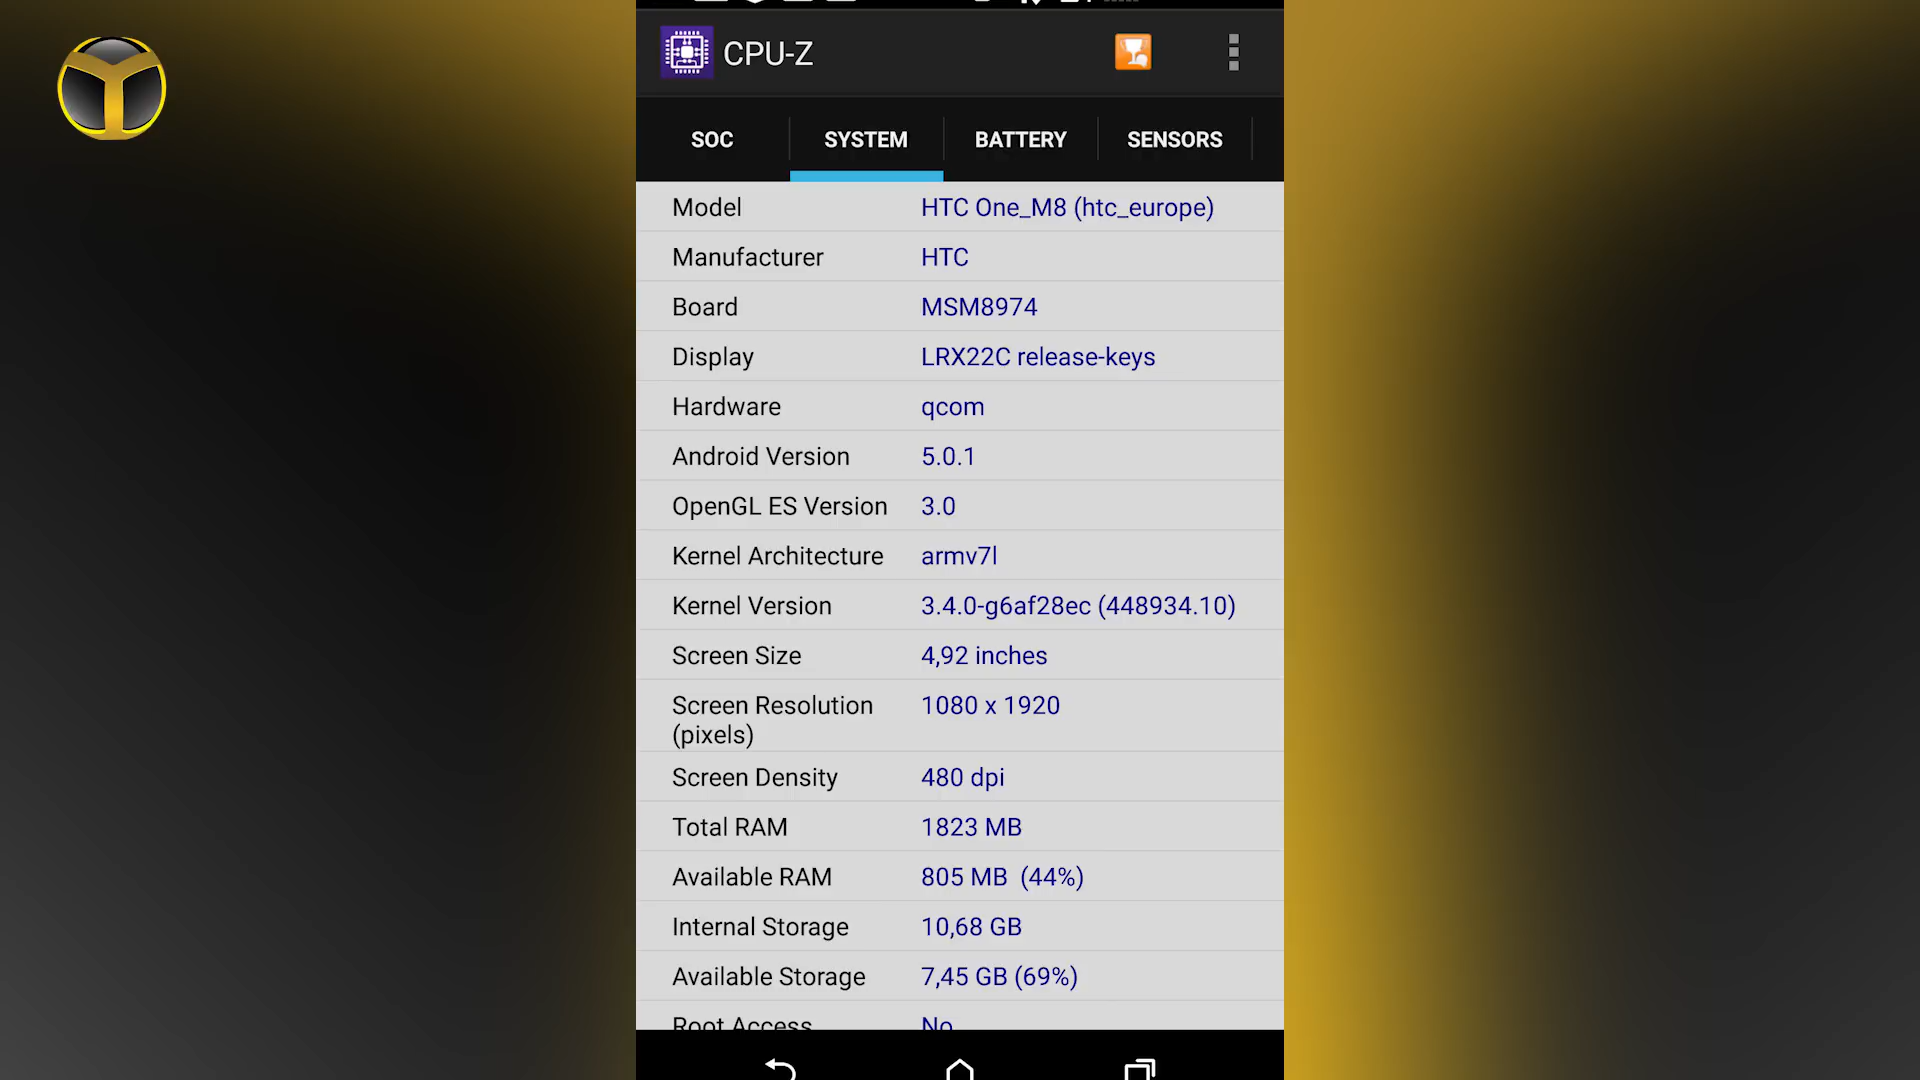 CPU-Z
SOC SYSTEM BATTERY SENSORS
Model HTC One_M8 (htc_europe)
Manufacturer HTC
Board MSM8974
Display LRX22C release-keys
Hardware qcom
Android Version 5.0.1
OpenGL ES Version 3.0
Kernel Architecture armv7l
Kernel Version 3.4.0-g6af28ec (448934.10)
Screen Size 4,92 inches
Screen Resolution 1080 x 1920
(pixels)
Screen Density 480 dpi
Total RAM 1823 MB
Available RAM 805 MB (44%)
Internal Storage 10,68 GB
Available Storage 7,45 GB (69%)
Root Access No